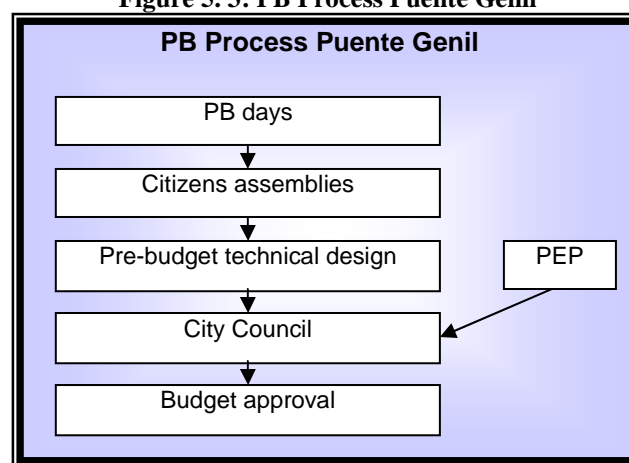 Figure 5. 5: PB Process Puente Genil
PB Process Puente Genil
PB days
Citizens assemblies
Pre-budget technical design
PEP
City Council
Budget approval